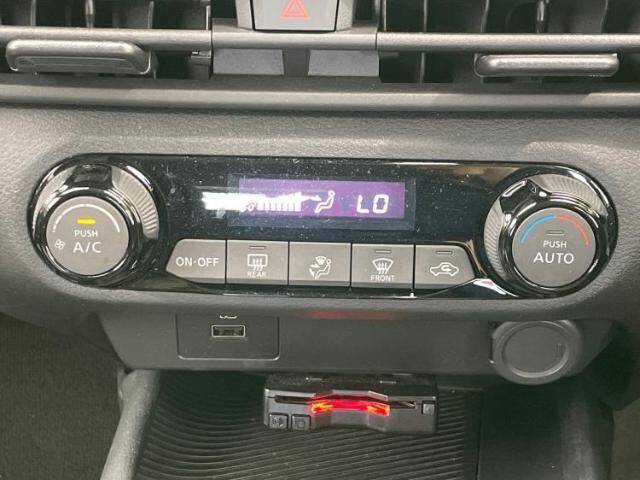 LO
PUSH
A/C
ON·OFF
REAR
FRONT
PUSH
AUTO